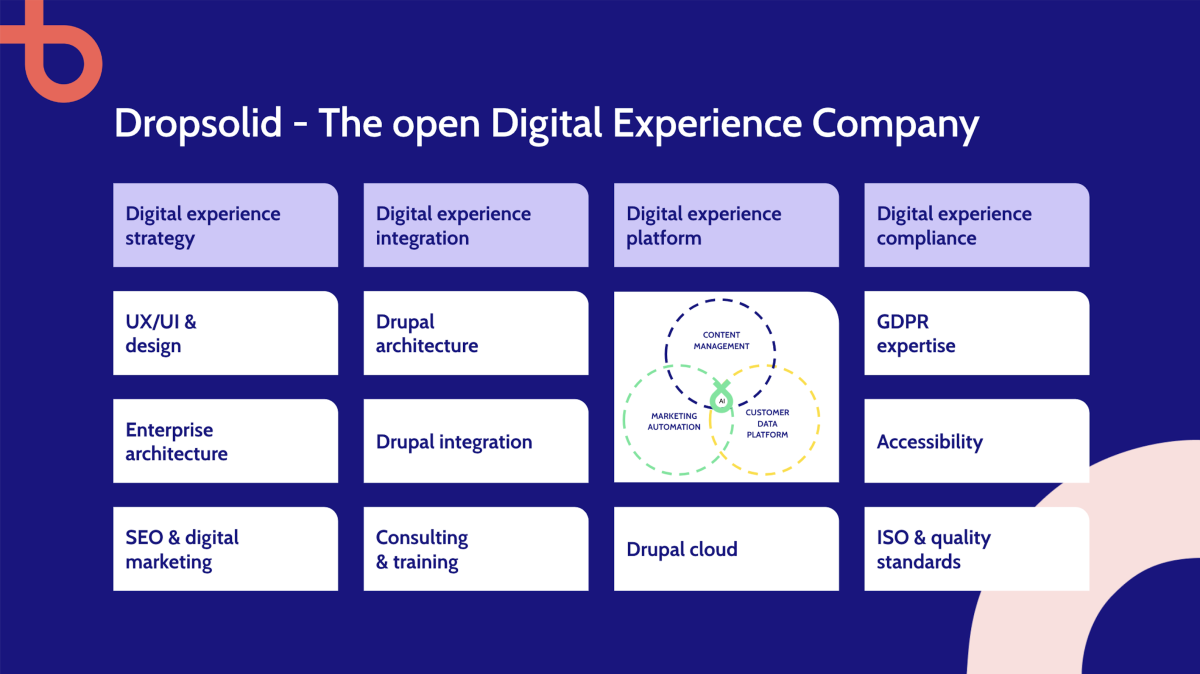 Dropsolid - The open Digital Experience Company
Digital experience
strategy
Digital experience
integration
Digital experience
platform
Digital experience
compliance
UX/UI &
design
Drupal
architecture
CONTENT
MANAGEMENT
MARKETING
AUTOMATION
AI
CUSTOMER
DATA
PLATFORM
GDPR
expertise
Enterprise
architecture
Drupal integration
Accessibility
SEO & digital
marketing
Consulting
& training
Drupal cloud
ISO & quality
standards